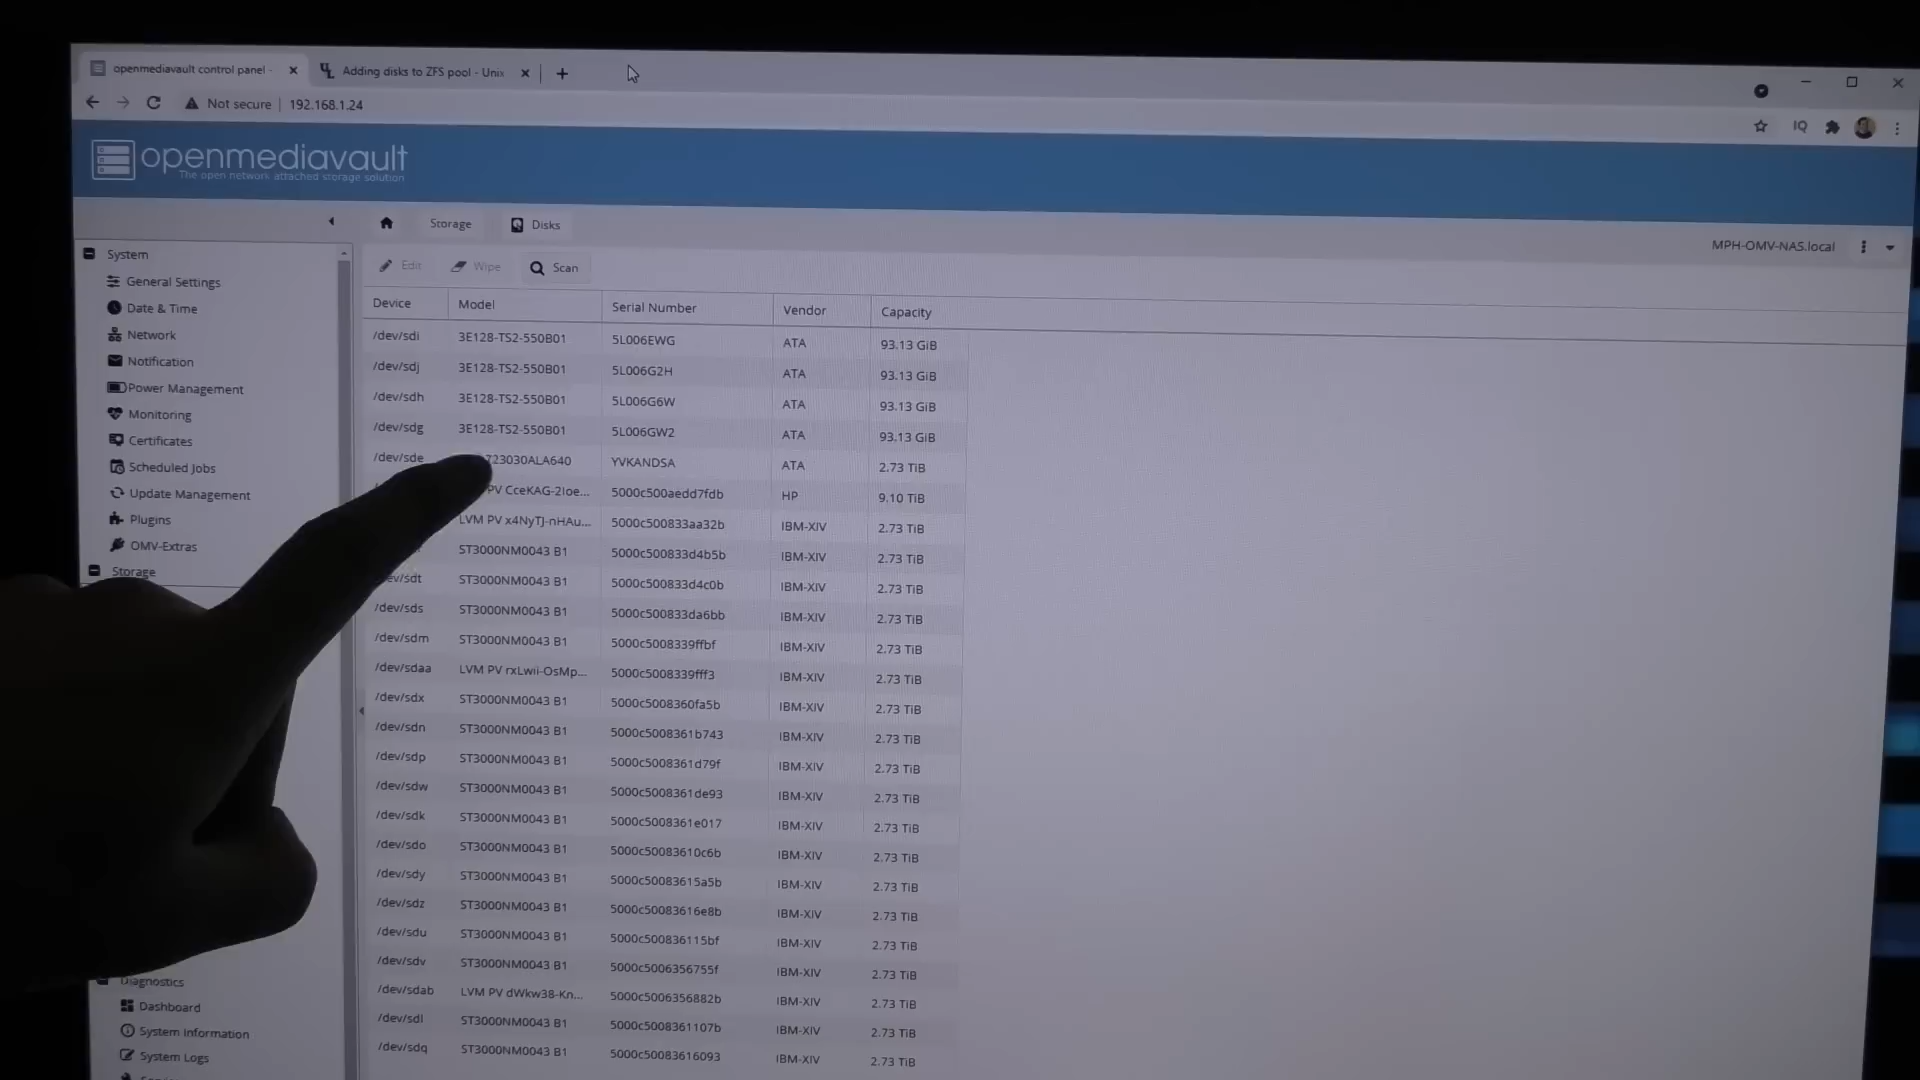 openmediavault control panel -
Adding disks to ZFS pool - Unix
Not secure
192.168.1.24
IQ
openmediavault
The open network attached storage solution
Storage
Disks
MPH-OMV-NAS.local
Edit
Wipe
Scan
System
General Settings
Date & Time
Network
Notification
Power Management
Monitoring
Certificates
Scheduled Jobs
Update Management
Plugins
OMV-Extras
Storage
Diagnostics
Dashboard
System Information
System Logs
Device Model Serial Number Vendor Capacity
/dev/sdi 3E128-TS2-550B01 5L006EWG ATA 93.13 GiB
/dev/sdj 3E128-TS2-550B01 5L006G2H ATA 93.13 GiB
/dev/sdh 3E128-TS2-550B01 5L006G6W ATA 93.13 GiB
/dev/sdg 3E128-TS2-550B01 5L006GW2 ATA 93.13 GiB
/dev/sde 723030ALA640 YVKANDSA ATA 2.73 TiB
PV CceKAG-2Ioe... 5000c500aedd7fdb HP 9.10 TiB
LVM PV x4NyTJ-nHAu... 5000c500833aa32b IBM-XIV 2.73 TiB
ST3000NM0043 B1 5000c500833d4b5b IBM-XIV 2.73 TiB
ev/sdt ST3000NM0043 B1 5000c500833d4c0b IBM-XIV 2.73 TiB
/dev/sds ST3000NM0043 B1 5000c500833da6bb IBM-XIV 2.73 TiB
/dev/sdm ST3000NM0043 B1 5000c5008339ffbf IBM-XIV 2.73 TiB
/dev/sdaa LVM PV rxLwii-OsMp... 5000c5008339fff3 IBM-XIV 2.73 TiB
/dev/sdx ST3000NM0043 B1 5000c5008360fa5b IBM-XIV 2.73 TiB
/dev/sdn ST3000NM0043 B1 5000c5008361b743 IBM-XIV 2.73 TiB
/dev/sdp ST3000NM0043 B1 5000c5008361d79f IBM-XIV 2.73 TiB
/dev/sdw ST3000NM0043 B1 5000c5008361de93 IBM-XIV 2.73 TiB
/dev/sdk ST3000NM0043 B1 5000c5008361e017 IBM-XIV 2.73 TiB
/dev/sdo ST3000NM0043 B1 5000c50083610c6b IBM-XIV 2.73 TiB
/dev/sdy ST3000NM0043 B1 5000c50083615a5b IBM-XIV 2.73 TiB
/dev/sdz ST3000NM0043 B1 5000c50083616e8b IBM-XIV 2.73 TiB
/dev/sdu ST3000NM0043 B1 5000c500836115bf IBM-XIV 2.73 TiB
/dev/sdv ST3000NM0043 B1 5000c5006356755f IBM-XIV 2.73 TiB
/dev/sdab LVM PV dWkw38-Kn... 5000c5006356882b IBM-XIV 2.73 TiB
/dev/sdl ST3000NM0043 B1 5000c5008361107b IBM-XIV 2.73 TiB
/dev/sdq ST3000NM0043 B1 5000c50083616093 IBM-XIV 2.73 TiB